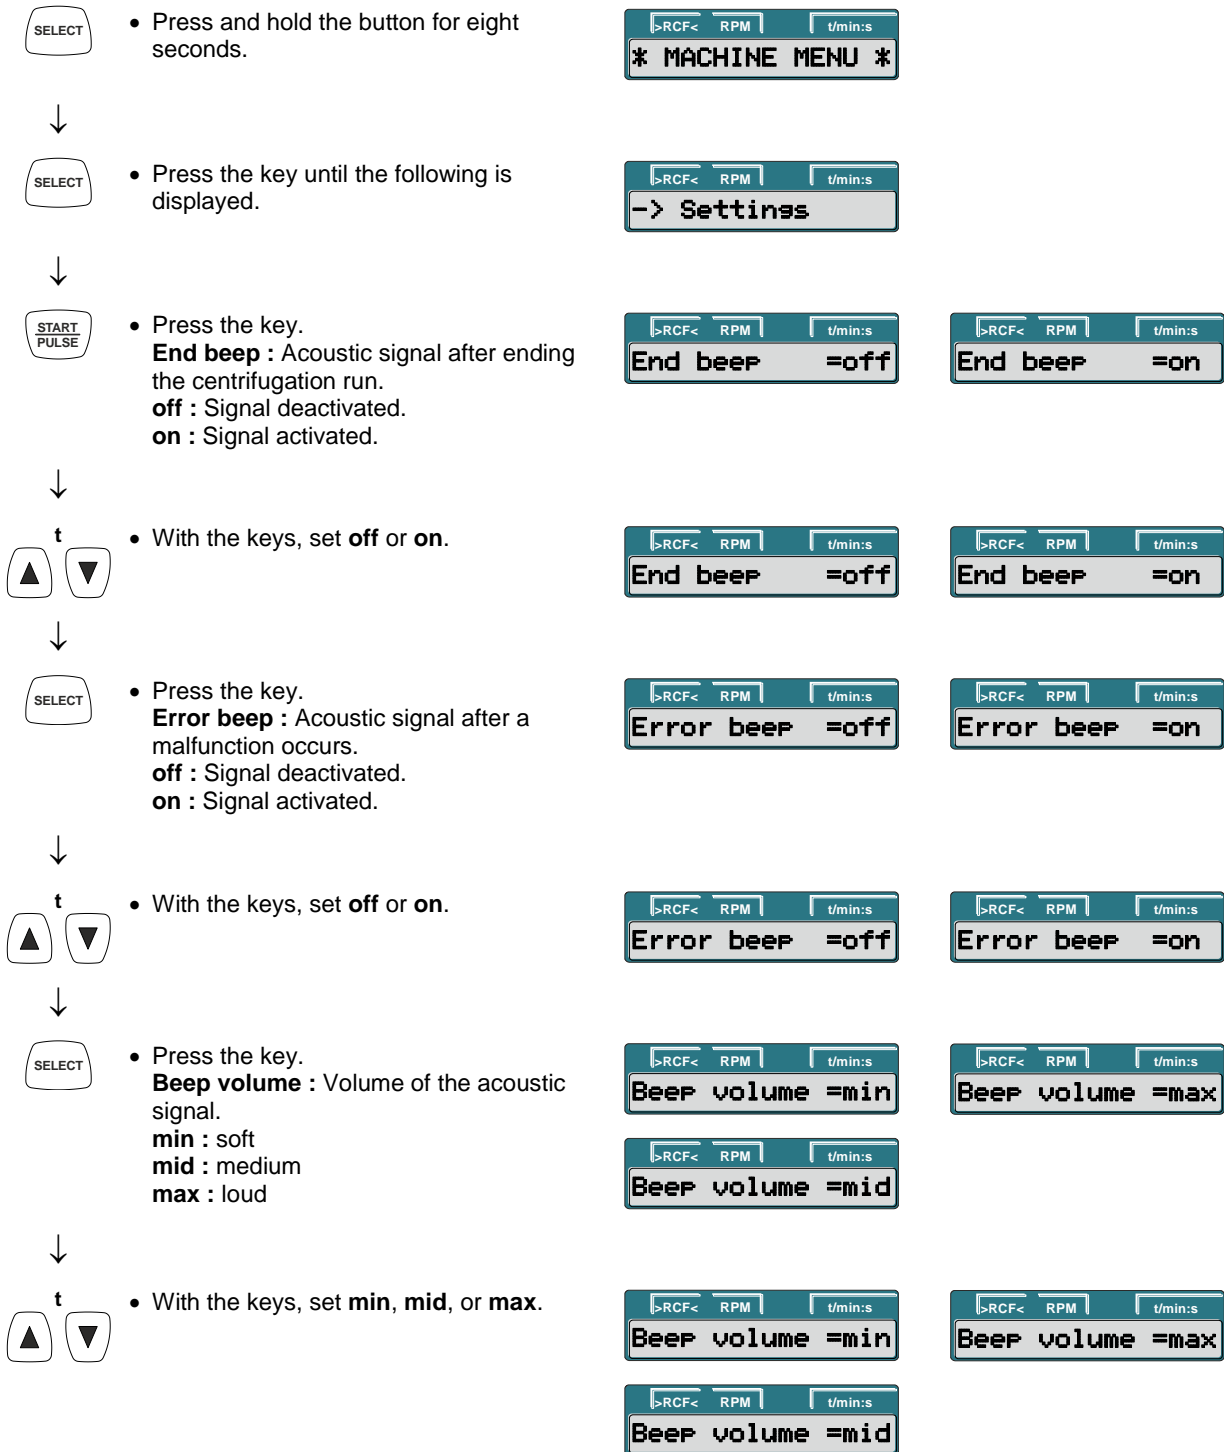 SELECT
• Press and hold the button for eight
seconds.
>RCF< RPM t/min:s
* MACHINE MENU *
↓
SELECT
• Press the key until the following is
displayed.
>RCF< RPM t/min:s
-> Settings
↓
START
PULSE
• Press the key.
End beep : Acoustic signal after ending
the centrifugation run.
off : Signal deactivated.
on : Signal activated.
>RCF< RPM t/min:s
End beep =off
>RCF< RPM t/min:s
End beep =on
↓
t
▲ ▼
• With the keys, set off or on.
>RCF< RPM t/min:s
End beep =off
>RCF< RPM t/min:s
End beep =on
↓
SELECT
• Press the key.
Error beep : Acoustic signal after a
malfunction occurs.
off : Signal deactivated.
on : Signal activated.
>RCF< RPM t/min:s
Error beep =off
>RCF< RPM t/min:s
Error beep =on
↓
t
▲ ▼
• With the keys, set off or on.
>RCF< RPM t/min:s
Error beep =off
>RCF< RPM t/min:s
Error beep =on
↓
SELECT
• Press the key.
Beep volume : Volume of the acoustic
signal.
min : soft
mid : medium
max : loud
>RCF< RPM t/min:s
Beep volume =min
>RCF< RPM t/min:s
Beep volume =max
>RCF< RPM t/min:s
Beep volume =mid
↓
t
▲ ▼
• With the keys, set min, mid, or max.
>RCF< RPM t/min:s
Beep volume =min
>RCF< RPM t/min:s
Beep volume =max
>RCF< RPM t/min:s
Beep volume =mid